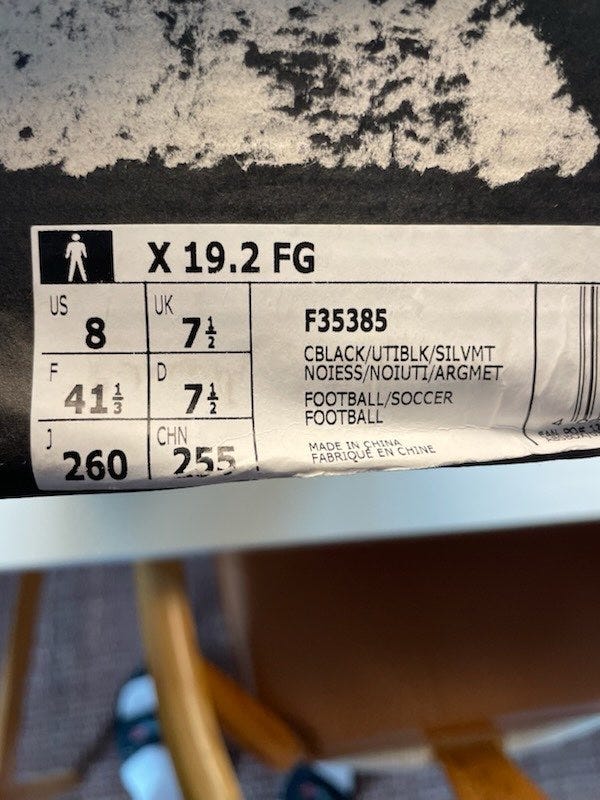 X 19.2 FG
US 8
UK 7½
F 41⅓
D 7½
J 260
CHN 255
F35385
CBLACK/UTIBLK/SILVMT
NOIESS/NOIUTI/ARGMET
FOOTBALL/SOCCER
FOOTBALL
MADE IN CHINA
FABRIQUÉ EN CHINE
4